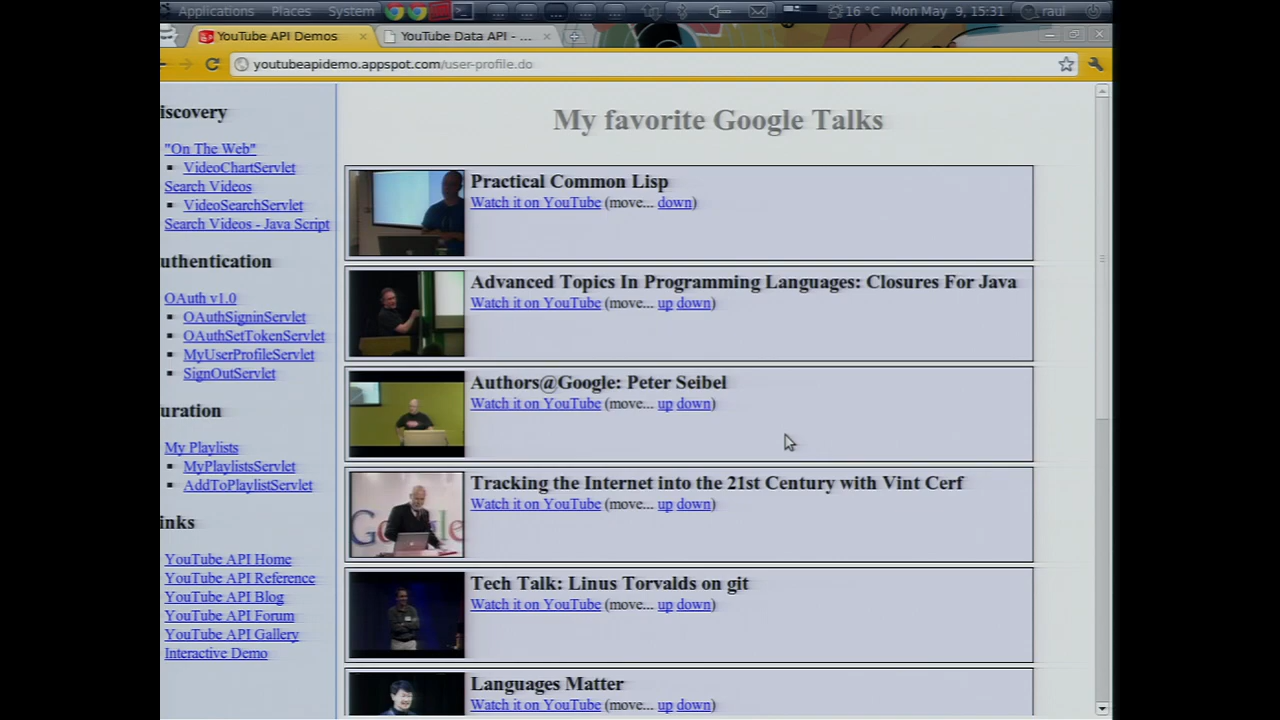 Applications Places System 16 °C Mon May 9, 15:31 raul
YouTube API Demos × YouTube Data API - ... ×
youtubeapidemo.appspot.com/user-profile.do
iscovery
"On The Web"
VideoChartServlet
Search Videos
VideoSearchServlet
Search Videos - Java Script
uthentication
OAuth v1.0
OAuthSigninServlet
OAuthSetTokenServlet
MyUserProfileServlet
SignOutServlet
uration
My Playlists
MyPlaylistsServlet
AddToPlaylistServlet
inks
YouTube API Home
YouTube API Reference
YouTube API Blog
YouTube API Forum
YouTube API Gallery
Interactive Demo
My favorite Google Talks
Practical Common Lisp
Watch it on YouTube (move... down)
Advanced Topics In Programming Languages: Closures For Java
Watch it on YouTube (move... up down)
Authors@Google: Peter Seibel
Watch it on YouTube (move... up down)
Tracking the Internet into the 21st Century with Vint Cerf
Watch it on YouTube (move... up down)
Google
Tech Talk: Linus Torvalds on git
Watch it on YouTube (move... up down)
Languages Matter
Watch it on YouTube (move... up down)